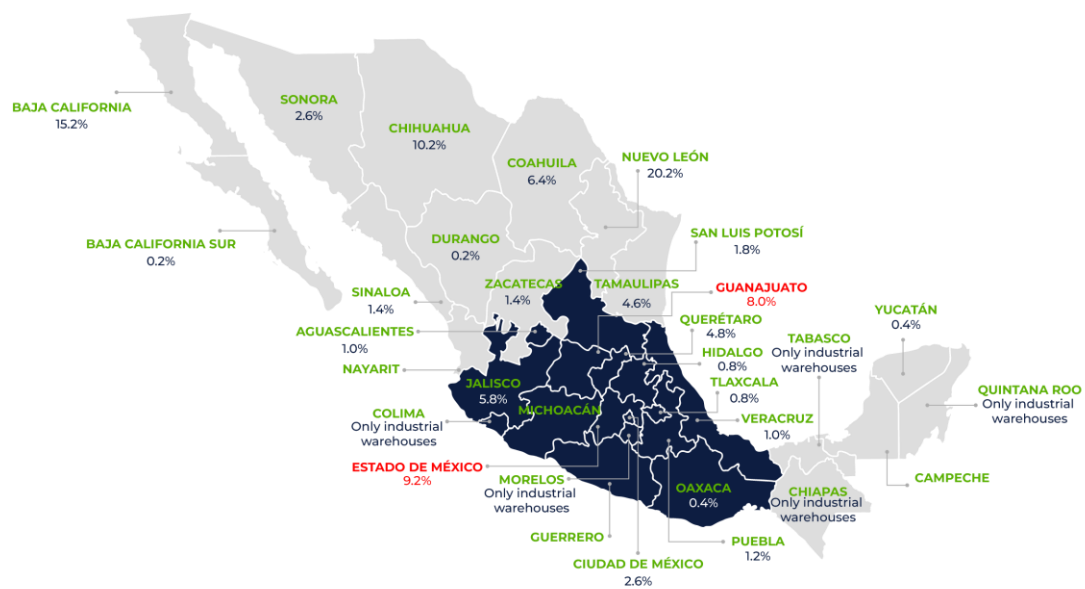 BAJA CALIFORNIA
15.2%
SONORA
2.6%
CHIHUAHUA
10.2%
COAHUILA
6.4%
NUEVO LEÓN
20.2%
BAJA CALIFORNIA SUR
0.2%
DURANGO
0.2%
SAN LUIS POTOSÍ
1.8%
SINALOA
1.4%
ZACATECAS
1.4%
TAMAULIPAS
4.6%
GUANAJUATO
8.0%
AGUASCALIENTES
1.0%
QUERÉTARO
4.8%
YUCATÁN
0.4%
TABASCO
Only industrial
warehouses
NAYARIT
HIDALGO
0.8%
JALISCO
5.8%
TLAXCALA
0.8%
QUINTANA ROO
Only industrial
warehouses
COLIMA
Only industrial
warehouses
MICHOACÁN
VERACRUZ
1.0%
ESTADO DE MÉXICO
9.2%
MORELOS
Only industrial
warehouses
OAXACA
0.4%
CHIAPAS
Only industrial
warehouses
CAMPECHE
GUERRERO
PUEBLA
1.2%
CIUDAD DE MÉXICO
2.6%